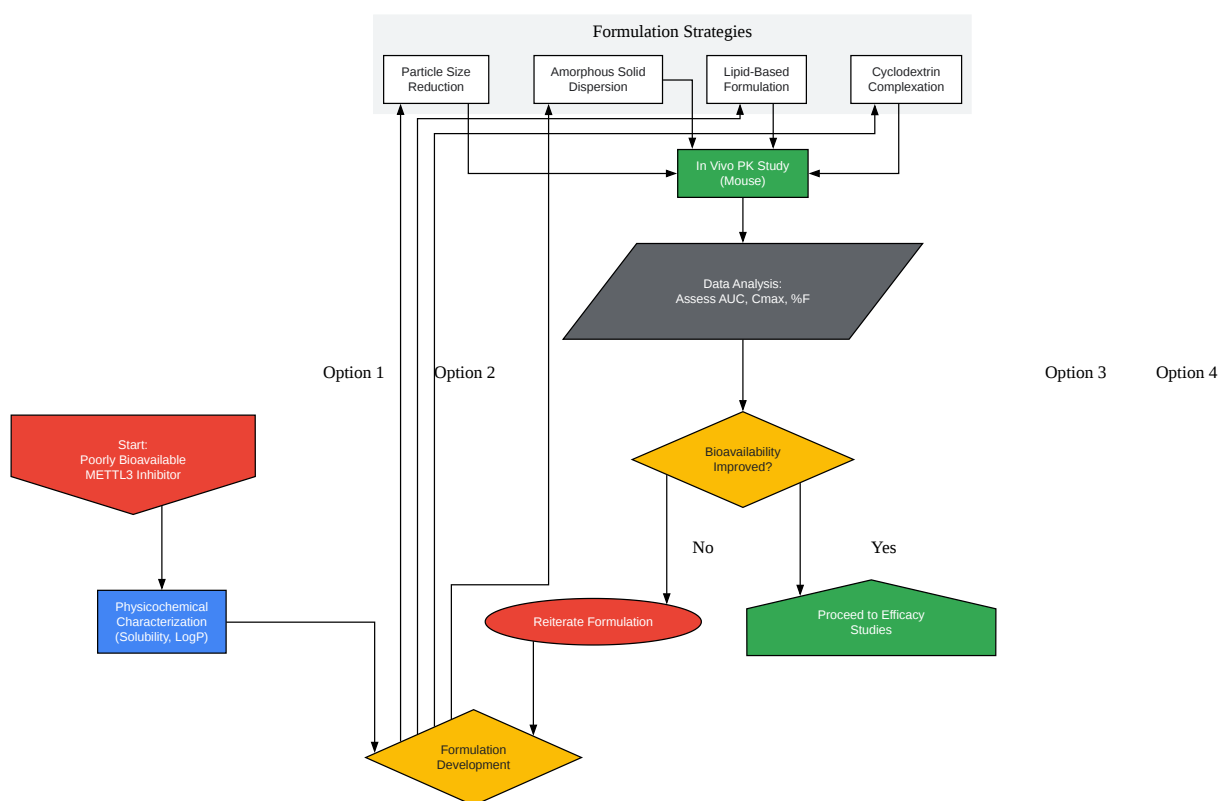 Formulation Strategies
Particle Size
Reduction
Amorphous Solid
Dispersion
Lipid-Based
Formulation
Cyclodextrin
Complexation
In Vivo PK Study
(Mouse)
Data Analysis:
Assess AUC, Cmax, %F
Option 1
Option 2
Option 3
Option 4
Start:
Poorly Bioavailable
METTL3 Inhibitor
Bioavailability
Improved?
No
Yes
Physicochemical
Characterization
(Solubility, LogP)
Reiterate Formulation
Proceed to Efficacy
Studies
Formulation
Development